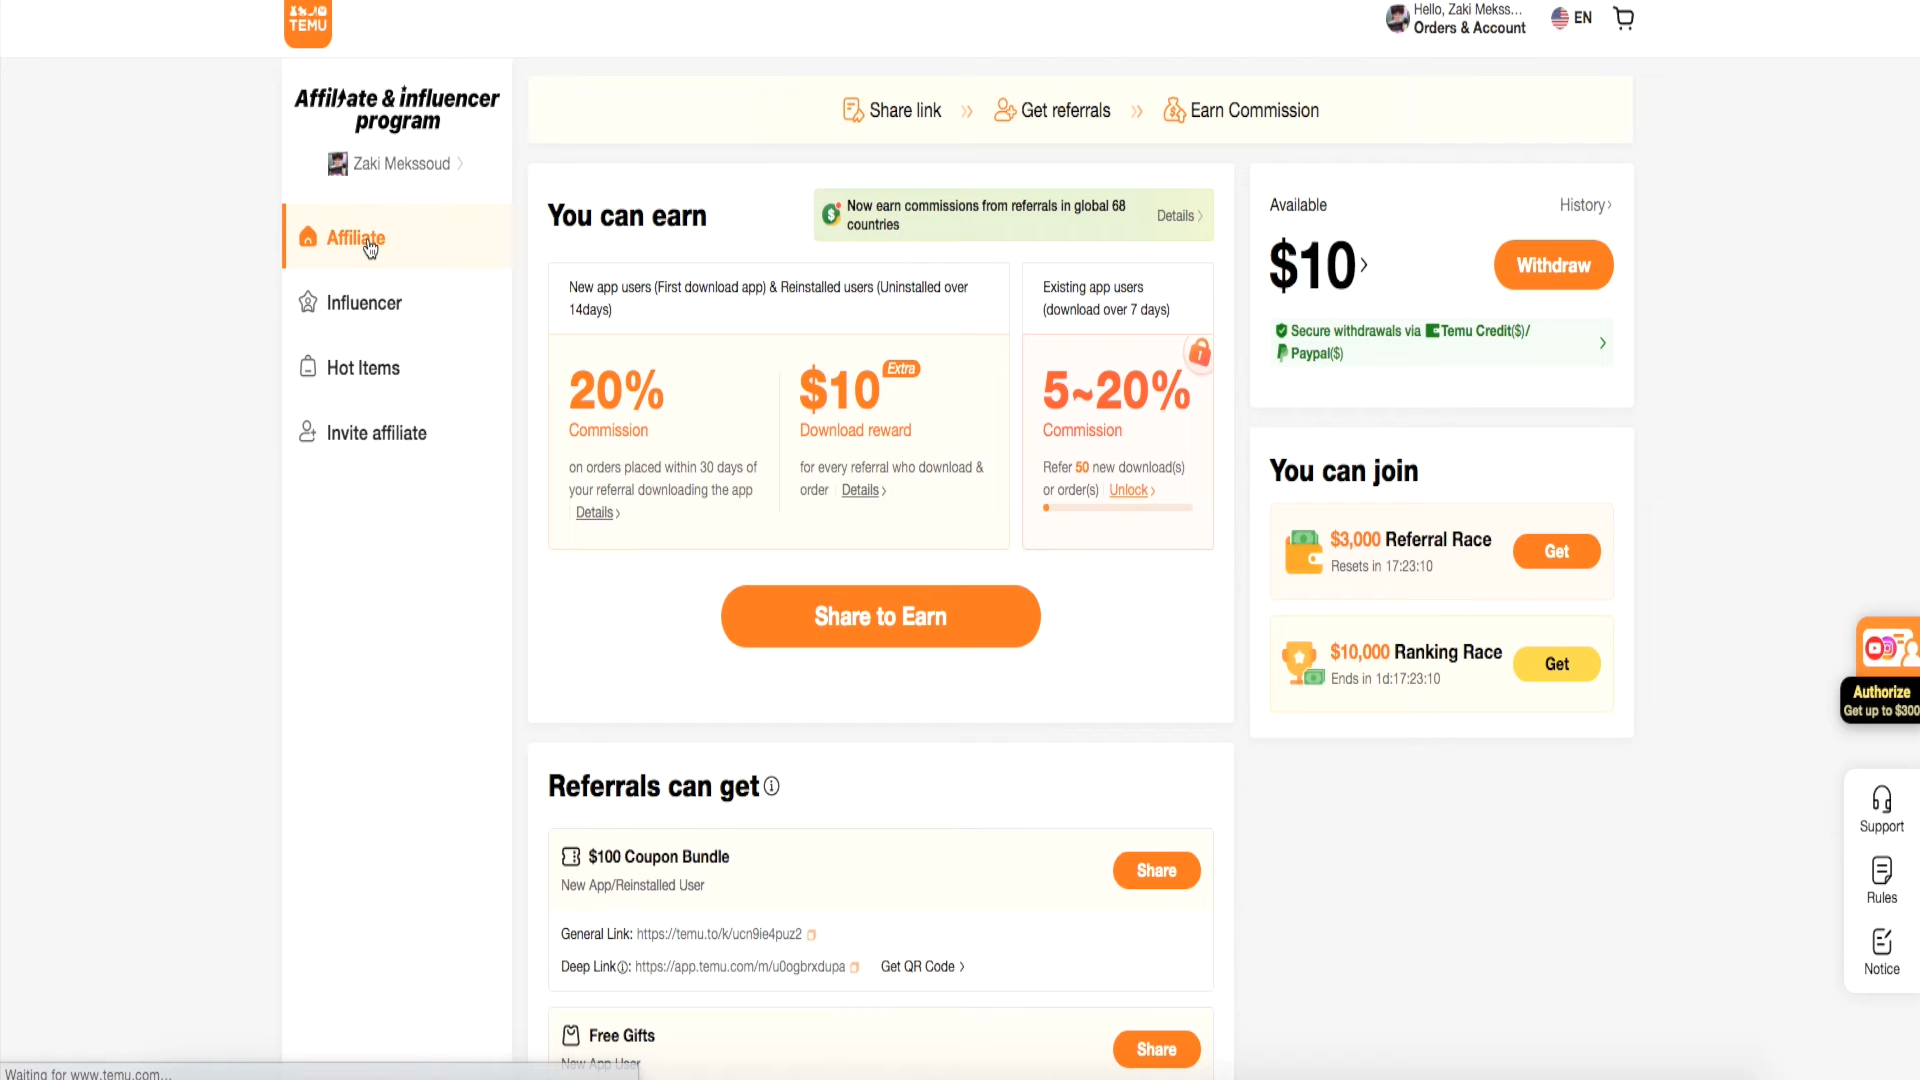 TEMU
Hello, Zaki Mekss...
Orders & Account
EN
Affiliate & influencer
program
Zaki Mekssoud
Affiliate
Influencer
Hot Items
Invite affiliate
Share link
Get referrals
Earn Commission
You can earn
Now earn commissions from referrals in global 68
countries
Details
New app users (First download app) & Reinstalled users (Uninstalled over
14days)
20%
Commission
on orders placed within 30 days of
your referral downloading the app
Details
$10
Extra
Download reward
for every referral who download &
order Details
Existing app users
(download over 7 days)
5~20%
Commission
Refer 50 new download(s)
or order(s) Unlock
Share to Earn
Available
History
$10
Withdraw
Secure withdrawals via Temu Credit($)/
Paypal($)
You can join
$3,000 Referral Race
Resets in 17:23:10
Get
$10,000 Ranking Race
Ends in 1d:17:23:10
Get
Authorize
Get up to $300
Support
Rules
Notice
Referrals can get
$100 Coupon Bundle
New App/Reinstalled User
Share
General Link: https://temu.to/k/ucn9ie4puz2
Deep Link: https://app.temu.com/m/u0ogbrxdupa
Get QR Code
Free Gifts
New App User
Share
Waiting for www.temu.com...